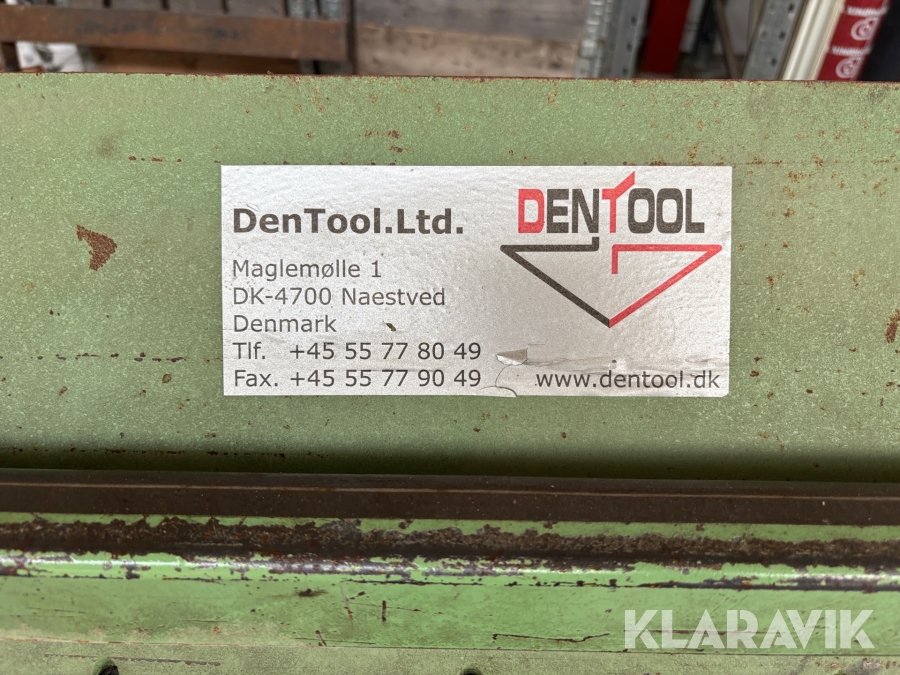 DenTool.Ltd.
Maglemølle 1
DK-4700 Naestved
Denmark
Tlf. +45 55 77 80 49
Fax. +45 55 77 90 49
DENTOOL
www.dentool.dk
KLARAVIK